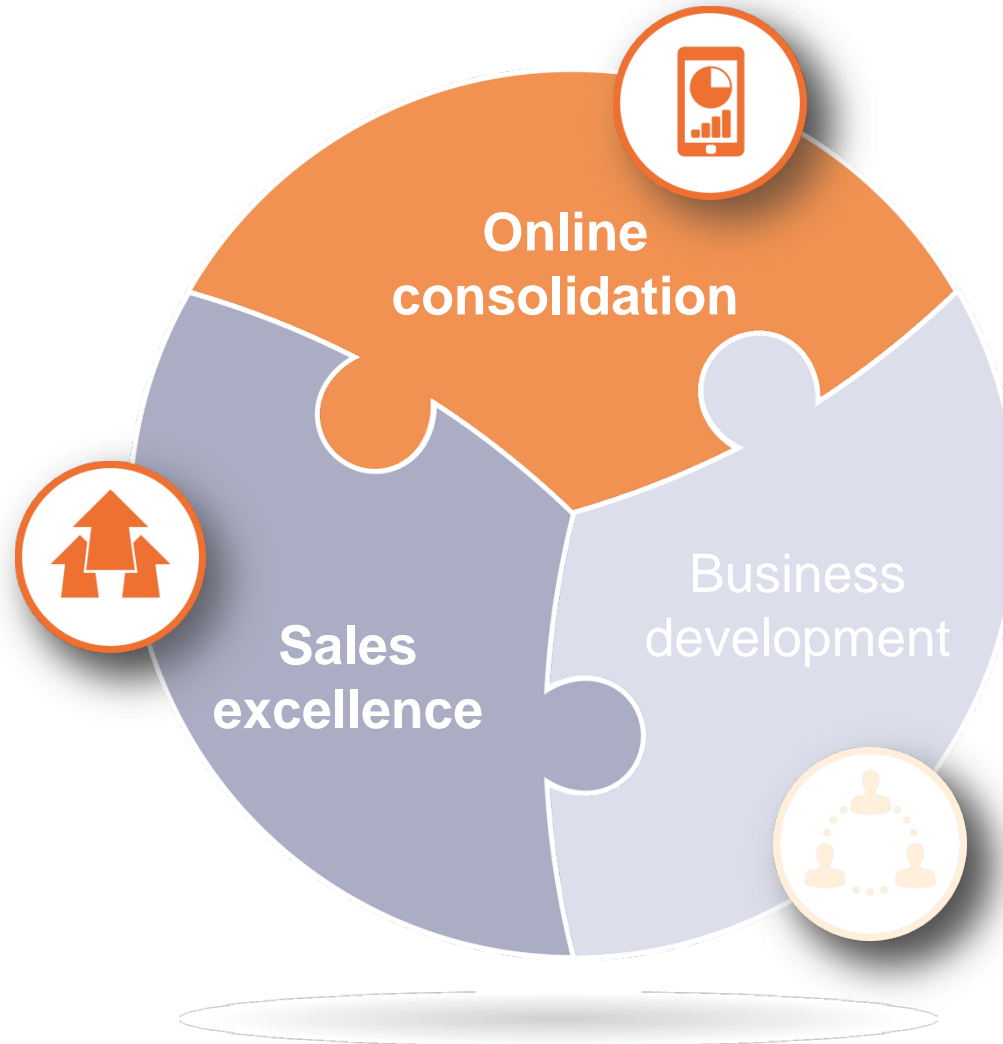 Online
consolidation
Business
development
Sales
excellence